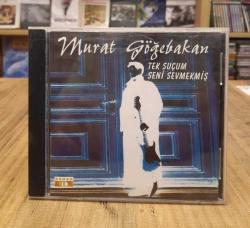 Murat Göğebakan
TEK SUÇUM
SENİ SEVMEKMİŞ